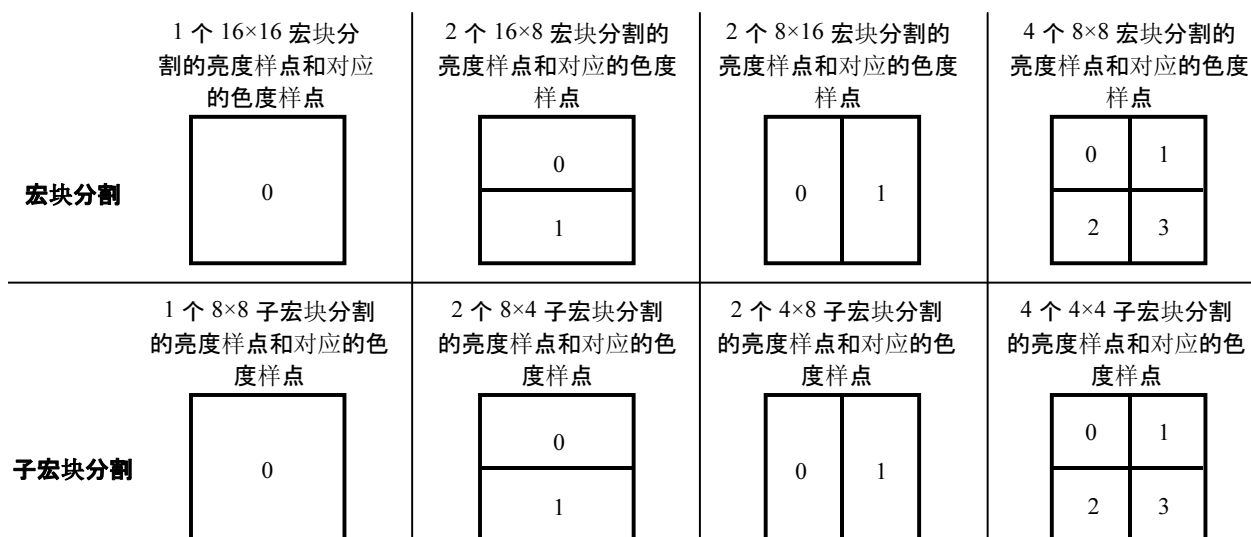 1 个 16×16 宏块分
割的亮度样点和对应
的色度样点
2 个 16×8 宏块分割的
亮度样点和对应的色度
样点
2 个 8×16 宏块分割的
亮度样点和对应的色度
样点
4 个 8×8 宏块分割的
亮度样点和对应的色度
样点
宏块分割
0
0
1
0 1
0 1
2 3
1 个 8×8 子宏块分割
的亮度样点和对应的色
度样点
2 个 8×4 子宏块分割
的亮度样点和对应的色
度样点
2 个 4×8 子宏块分割
的亮度样点和对应的色
度样点
4 个 4×4 子宏块分割
的亮度样点和对应的色
度样点
子宏块分割
0
0
1
0 1
0 1
2 3